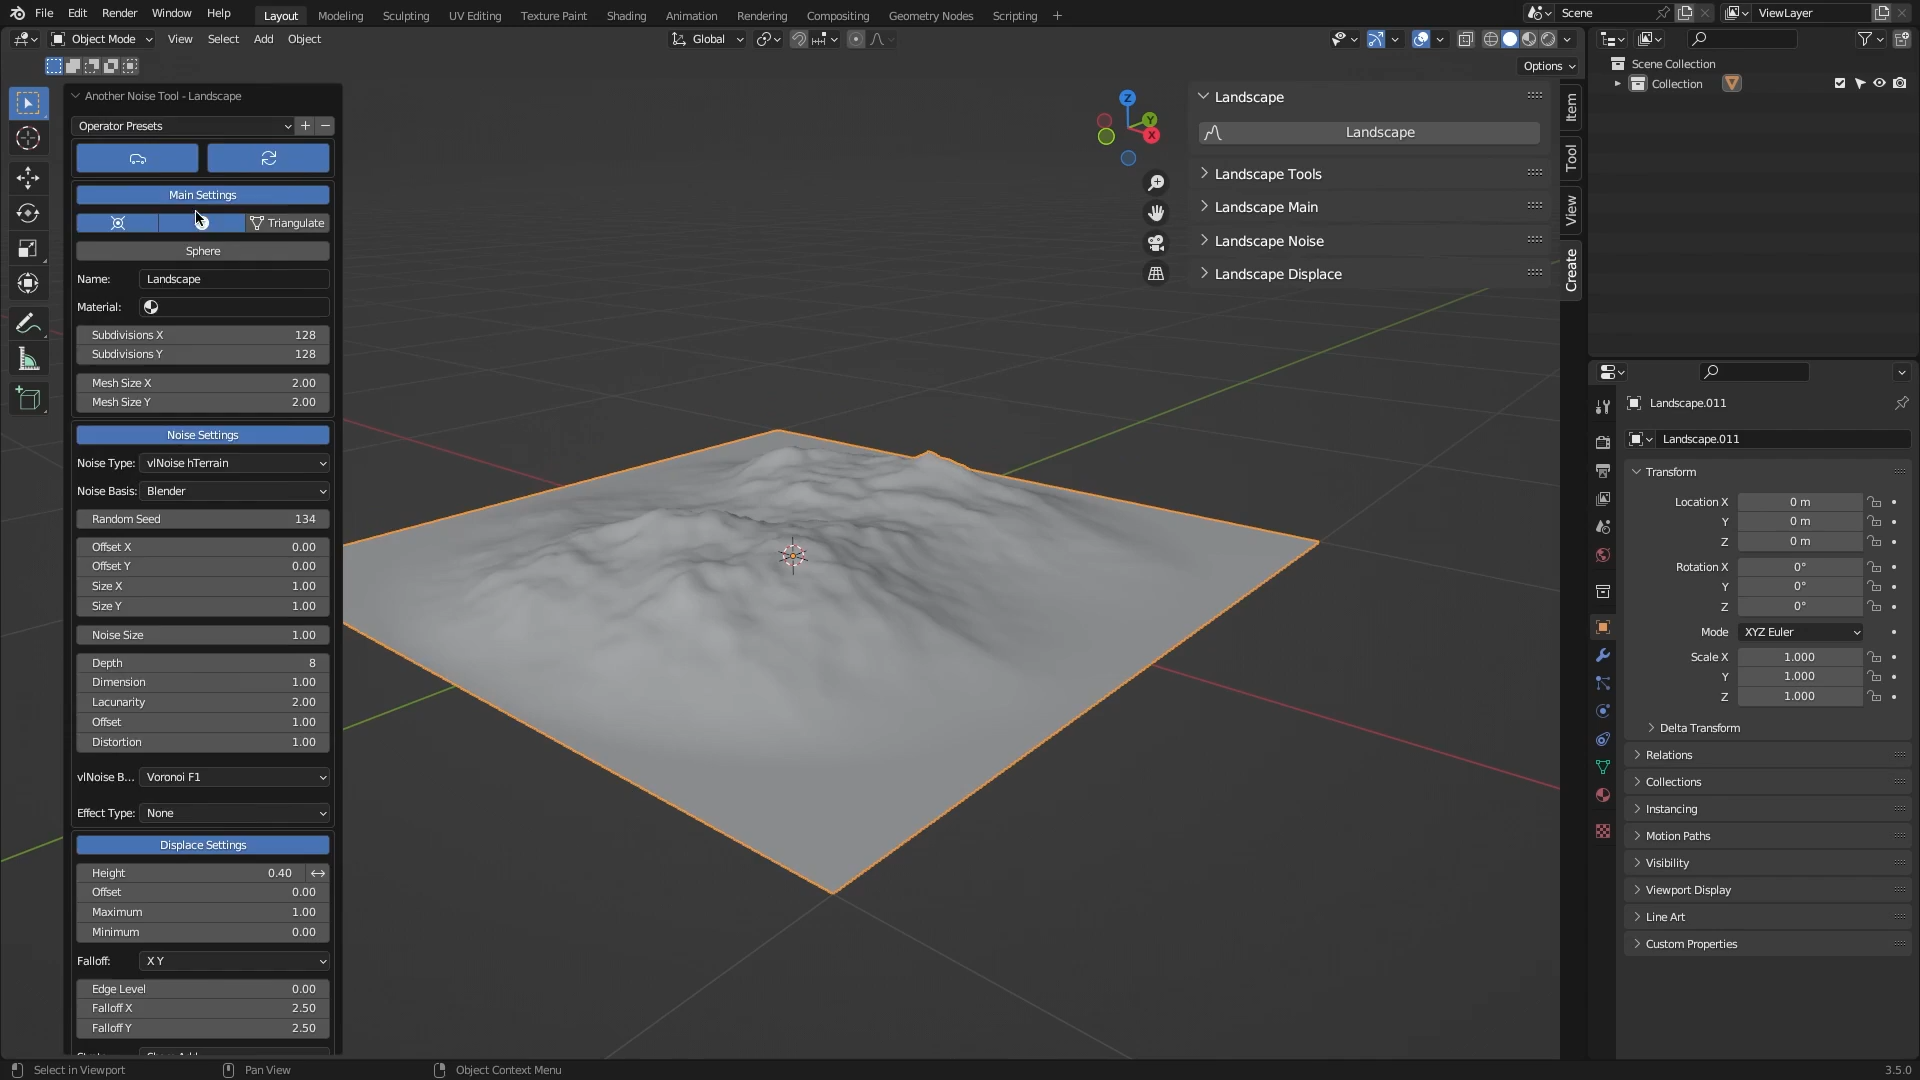 File Edit Render Window Help Layout Modeling Sculpting UV Editing Texture Paint Shading Animation Rendering Compositing Geometry Nodes Scripting + Scene ViewLayer
Object Mode View Select Add Object Global
Options
Another Noise Tool - Landscape
Operator Presets
Main Settings
Triangulate
Sphere
Name: Landscape
Material:
Subdivisions X 128
Subdivisions Y 128
Mesh Size X 2.00
Mesh Size Y 2.00
Noise Settings
Noise Type: vlNoise hTerrain
Noise Basis: Blender
Random Seed 134
Offset X 0.00
Offset Y 0.00
Size X 1.00
Size Y 1.00
Noise Size 1.00
Depth 8
Dimension 1.00
Lacunarity 2.00
Offset 1.00
Distortion 1.00
vlNoise B... Voronoi F1
Effect Type: None
Displace Settings
Height 0.40
Offset 0.00
Maximum 1.00
Minimum 0.00
Falloff: X Y
Edge Level 0.00
Falloff X 2.50
Falloff Y 2.50
Z
Y
X
Landscape
Landscape
Landscape Tools
Landscape Main
Landscape Noise
Landscape Displace
Item
Tool
View
Create
Scene Collection
Collection
Landscape.011
Landscape.011
Transform
Location X 0 m
Y 0 m
Z 0 m
Rotation X 0°
Y 0°
Z 0°
Mode XYZ Euler
Scale X 1.000
Y 1.000
Z 1.000
Delta Transform
Relations
Collections
Instancing
Motion Paths
Visibility
Viewport Display
Line Art
Custom Properties
Select in Viewport Pan View Object Context Menu 3.5.0